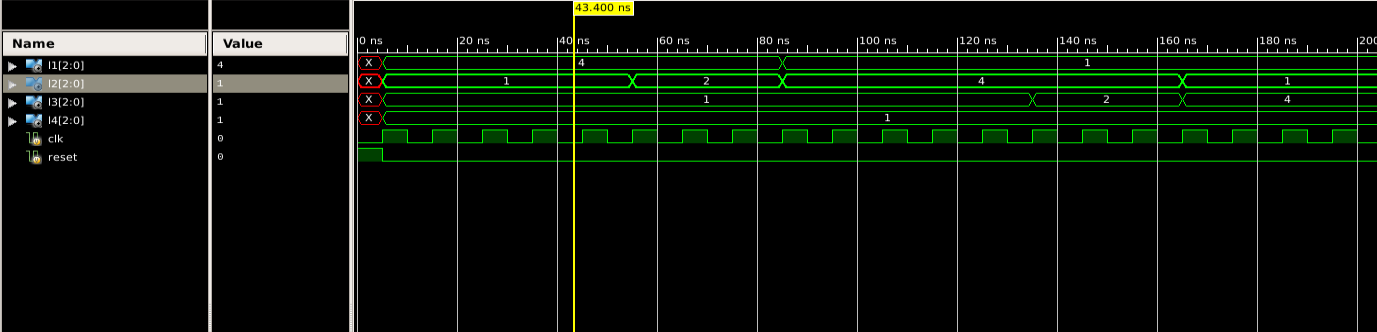 43.400 ns
Name Value 0 ns 20 ns 40 ns 60 ns 80 ns 100 ns 120 ns 140 ns 160 ns 180 ns 200
l1[2:0] 4 X 4 1
l2[2:0] 1 X 1 2 4 1
l3[2:0] 1 X 1 2 4
l4[2:0] 1 X 1
clk 0
reset 0